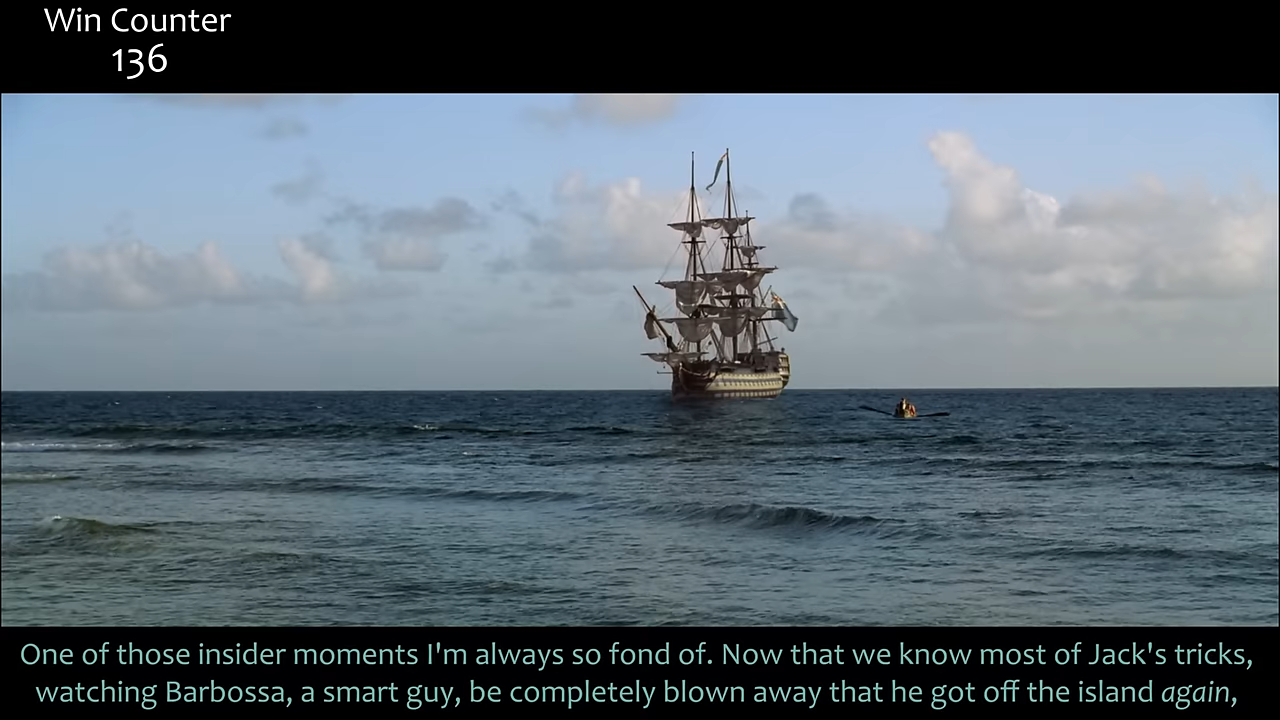 Win Counter
136
One of those insider moments I'm always so fond of. Now that we know most of Jack's tricks,
watching Barbossa, a smart guy, be completely blown away that he got off the island again,